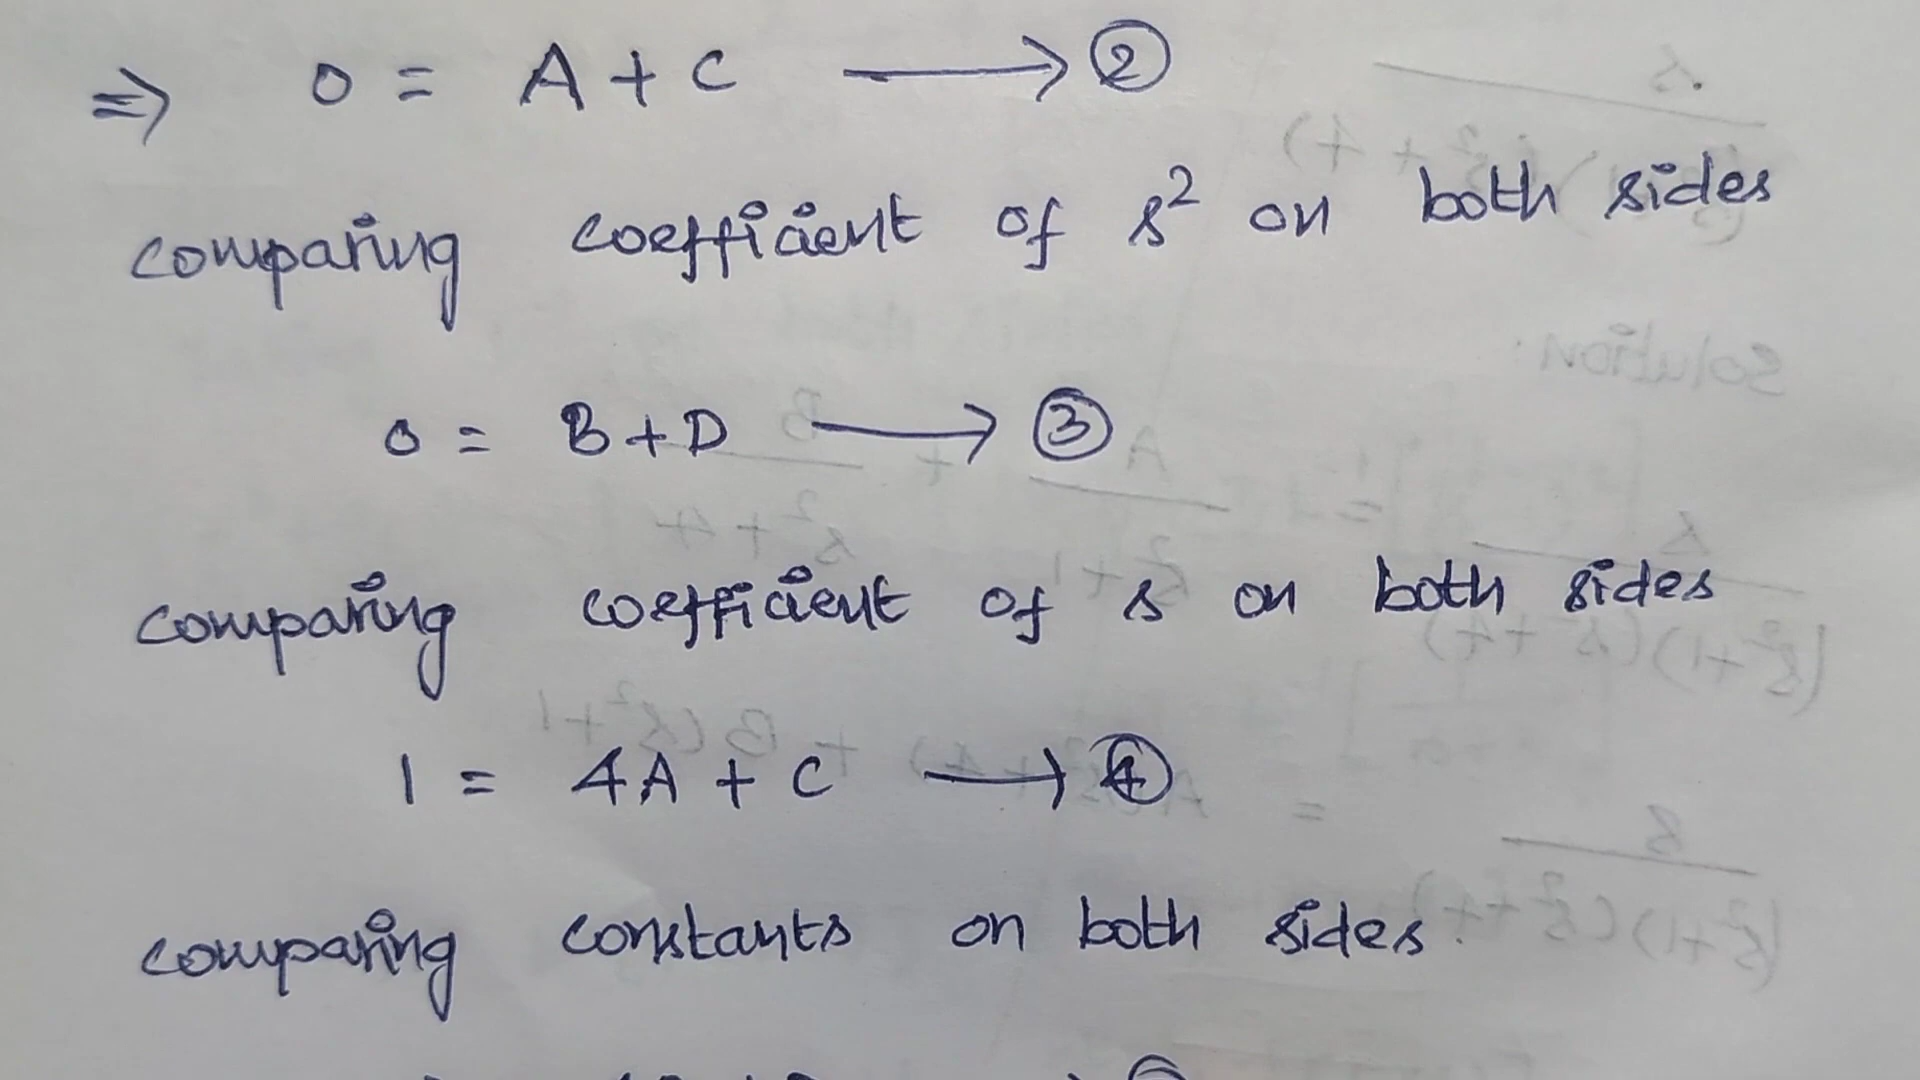 ⇒ 0 = A + C ⟶ ②
comparing coefficient of s² on both sides
0 = B + D ⟶ ③
comparing coefficient of s on both sides
1 = 4A + C ⟶ ④
comparing constants on both sides.